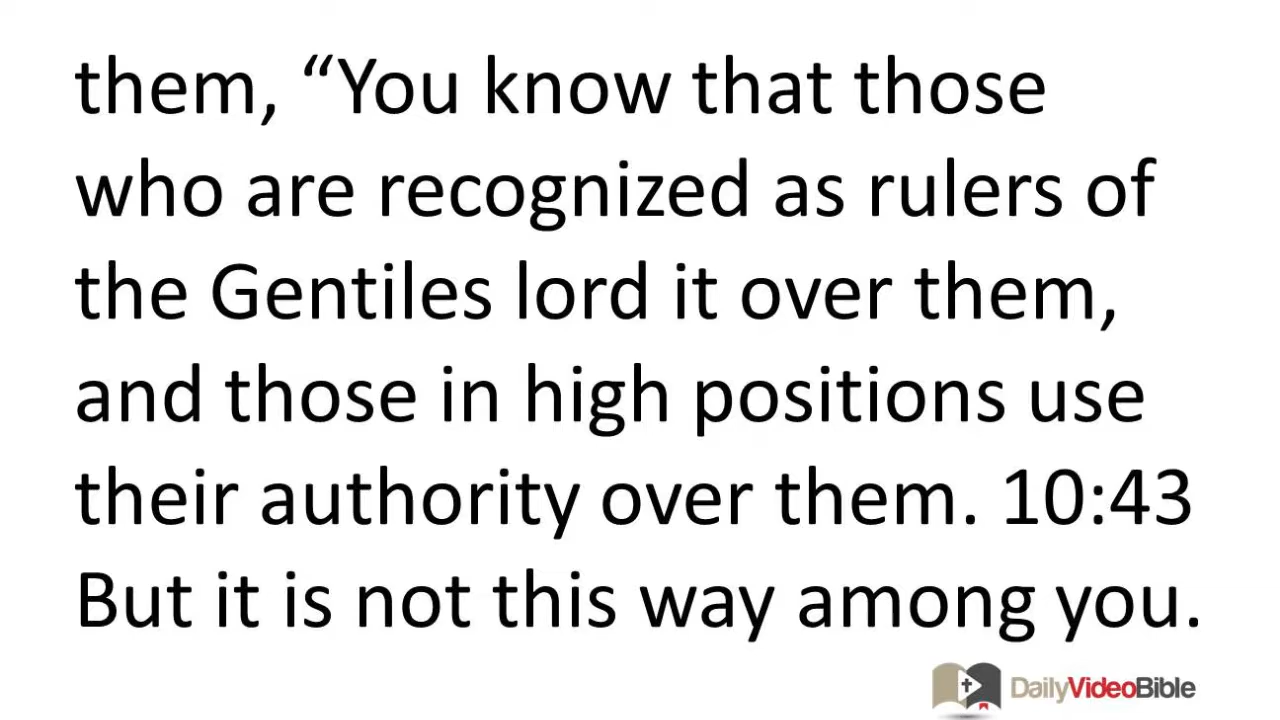 them, “You know that those
who are recognized as rulers of
the Gentiles lord it over them,
and those in high positions use
their authority over them. 10:43
But it is not this way among you.
DailyVideoBible